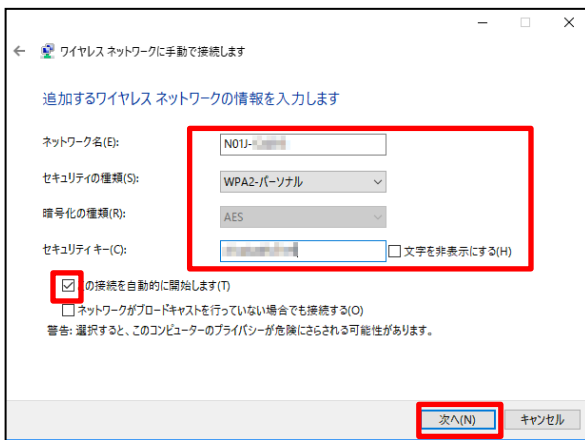 ワイヤレス ネットワークに手動で接続します
追加するワイヤレス ネットワークの情報を入力します
ネットワーク名(E): N01J-
セキュリティの種類(S): WPA2-パーソナル
暗号化の種類(R): AES
セキュリティ キー(C): 文字を非表示にする(H)
の接続を自動的に開始します(T)
ネットワークがブロードキャストを行っていない場合でも接続する(O)
警告: 選択すると、このコンピューターのプライバシーが危険にさらされる可能性があります。
次へ(N) キャンセル